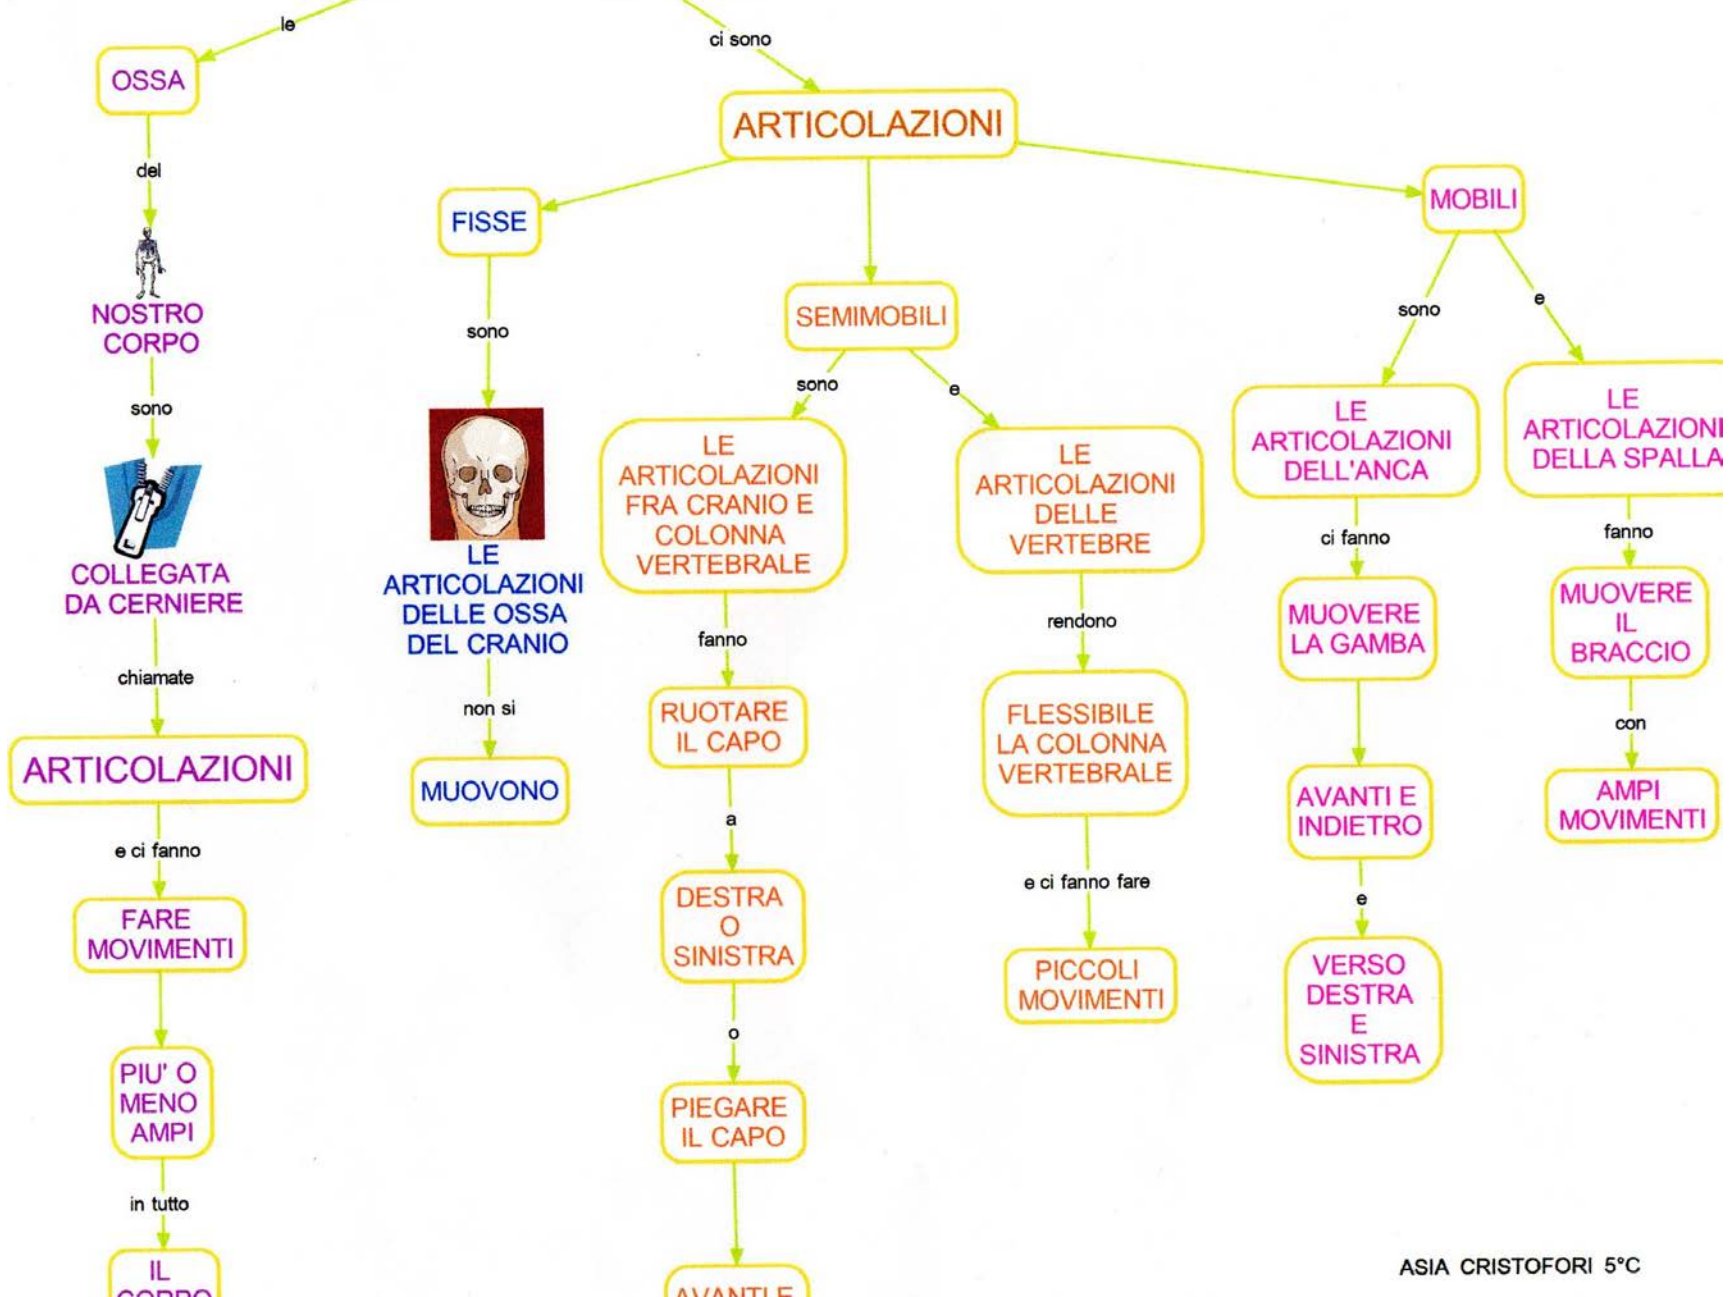 le
OSSA
del
NOSTRO
CORPO
sono
COLLEGATA
DA CERNIERE
chiamate
ARTICOLAZIONI
e ci fanno
FARE
MOVIMENTI
PIU' O
MENO
AMPI
in tutto
IL
CORPO
ci sono
ARTICOLAZIONI
FISSE
sono
LE
ARTICOLAZIONI
DELLE OSSA
DEL CRANIO
non si
MUOVONO
SEMIMOBILI
sono
LE
ARTICOLAZIONI
FRA CRANIO E
COLONNA
VERTEBRALE
fanno
RUOTARE
IL CAPO
a
DESTRA
O
SINISTRA
o
PIEGARE
IL CAPO
AVANTI E
e
LE
ARTICOLAZIONI
DELLE
VERTEBRE
rendono
FLESSIBILE
LA COLONNA
VERTEBRALE
e ci fanno fare
PICCOLI
MOVIMENTI
MOBILI
sono
LE
ARTICOLAZIONI
DELL'ANCA
ci fanno
MUOVERE
LA GAMBA
AVANTI E
INDIETRO
e
VERSO
DESTRA
E
SINISTRA
e
LE
ARTICOLAZIONI
DELLA SPALLA
fanno
MUOVERE
IL
BRACCIO
con
AMPI
MOVIMENTI
ASIA CRISTOFORI 5°C